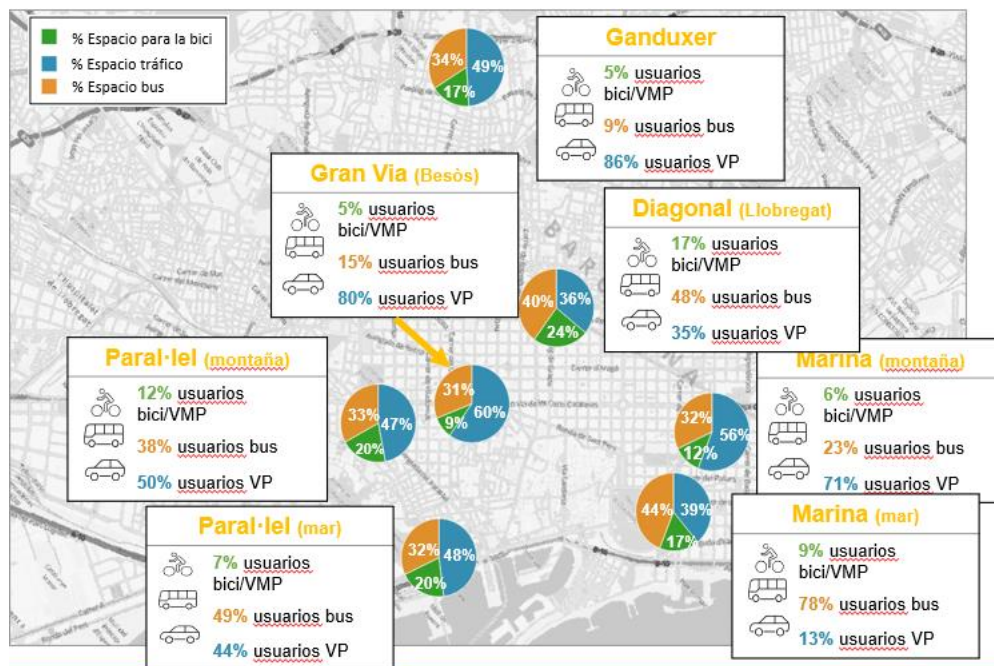 % Espacio para la bici
% Espacio tráfico
% Espacio bus
34%
49%
17%
Ganduxer
5% usuarios
bici/VMP
9% usuarios bus
86% usuarios VP
Gran Via (Besòs)
5% usuarios
bici/VMP
15% usuarios bus
80% usuarios VP
Diagonal (Llobregat)
17% usuarios
bici/VMP
48% usuarios bus
35% usuarios VP
40%
36%
24%
Paral·lel (montaña)
12% usuarios
bici/VMP
38% usuarios bus
50% usuarios VP
33%
47%
20%
31%
60%
9%
Marina (montaña)
6% usuarios
bici/VMP
23% usuarios bus
71% usuarios VP
32%
56%
12%
Paral·lel (mar)
7% usuarios
bici/VMP
49% usuarios bus
44% usuarios VP
32%
48%
20%
44%
39%
17%
Marina (mar)
9% usuarios
bici/VMP
78% usuarios bus
13% usuarios VP